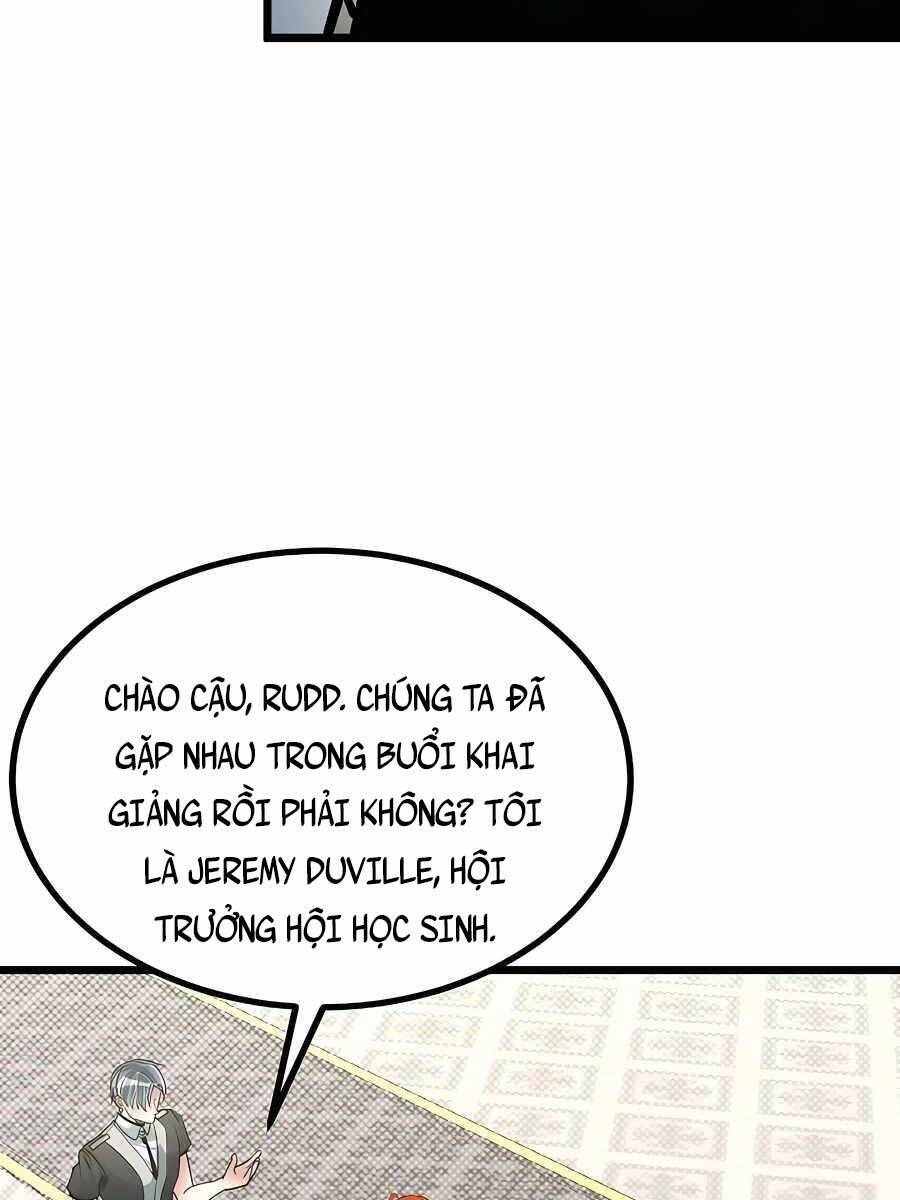 CHÀO CẬU, RUDD. CHÚNG TA ĐÃ
GẶP NHAU TRONG BUỔI KHAI
GIẢNG RỒI PHẢI KHÔNG? TÔI
LÀ JEREMY DUVILLE, HỘI
TRƯỞNG HỘI HỌC SINH.